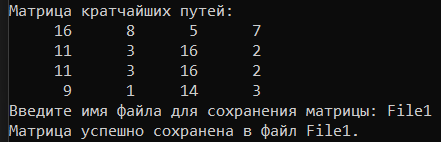 Матрица кратчайших путей:
16 8 5 7
11 3 16 2
11 3 16 2
9 1 14 3
Введите имя файла для сохранения матрицы: File1
Матрица успешно сохранена в файл File1.